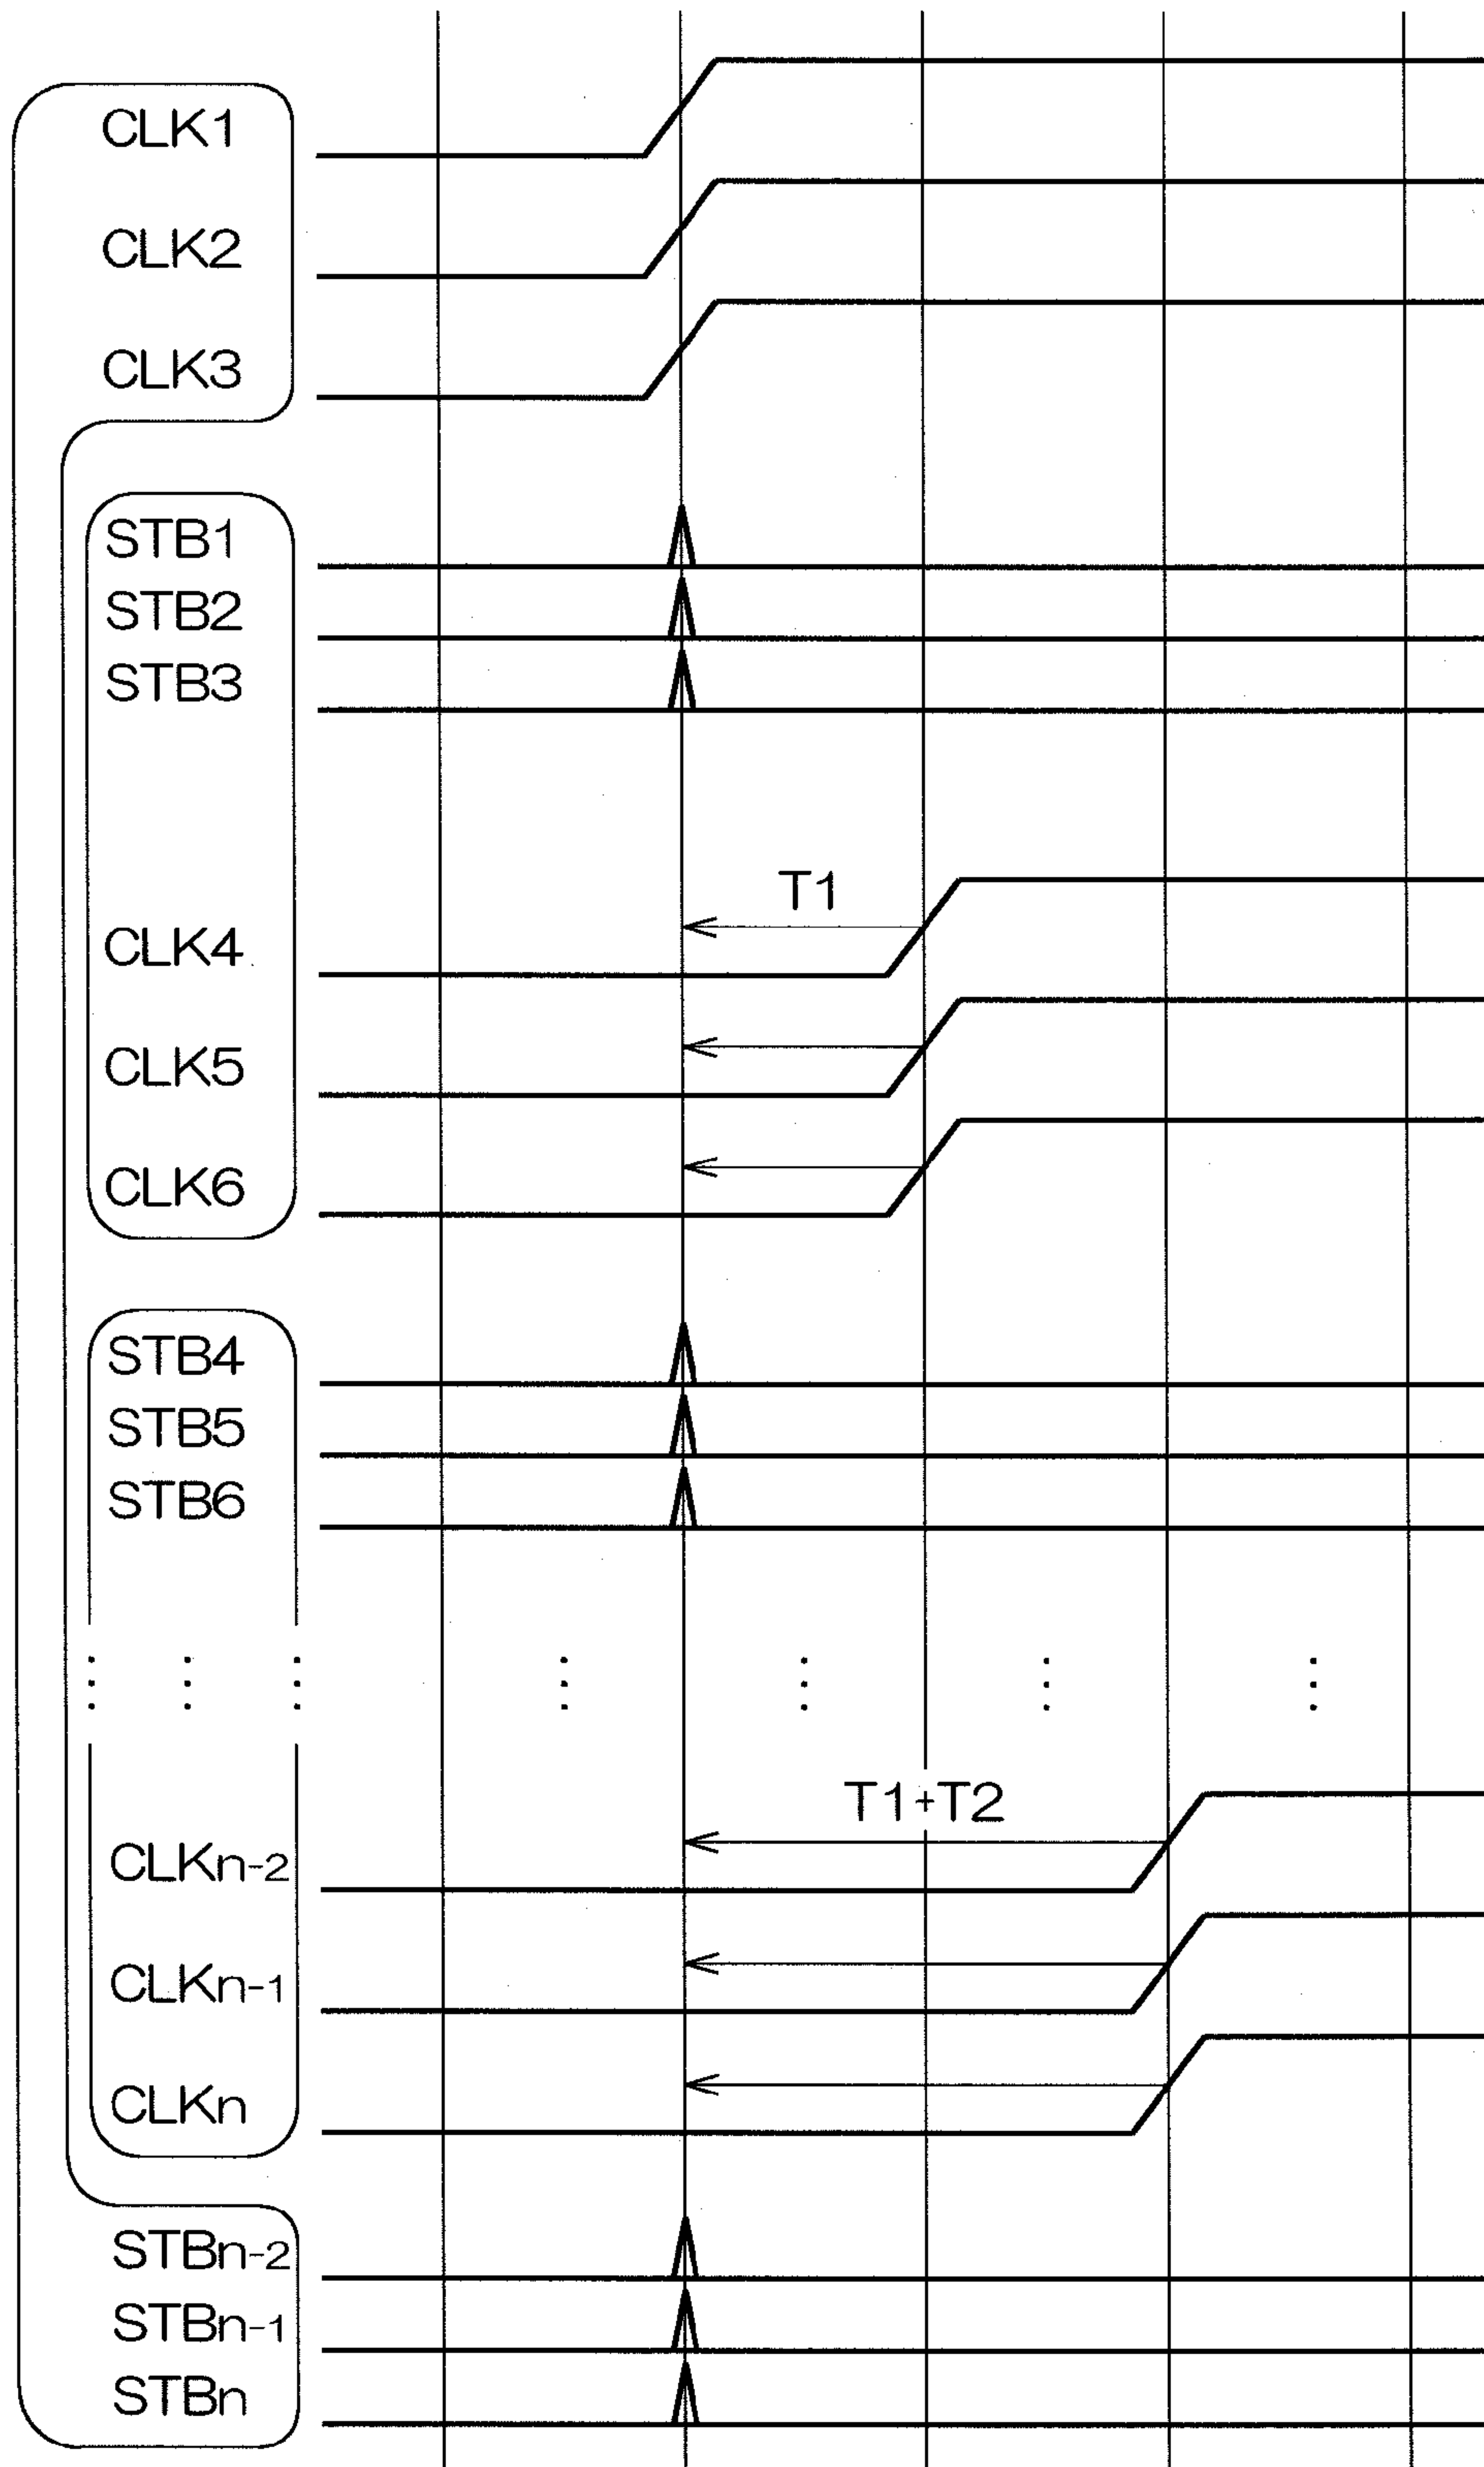 CLK1
CLK2
CLK3
STB1
STB2
STB3
T1
CLK4
CLK5
CLK6
STB4
STB5
STB6
T1+T2
CLKn-2
CLKn-1
CLKn
STBn-2
STBn-1
STBn